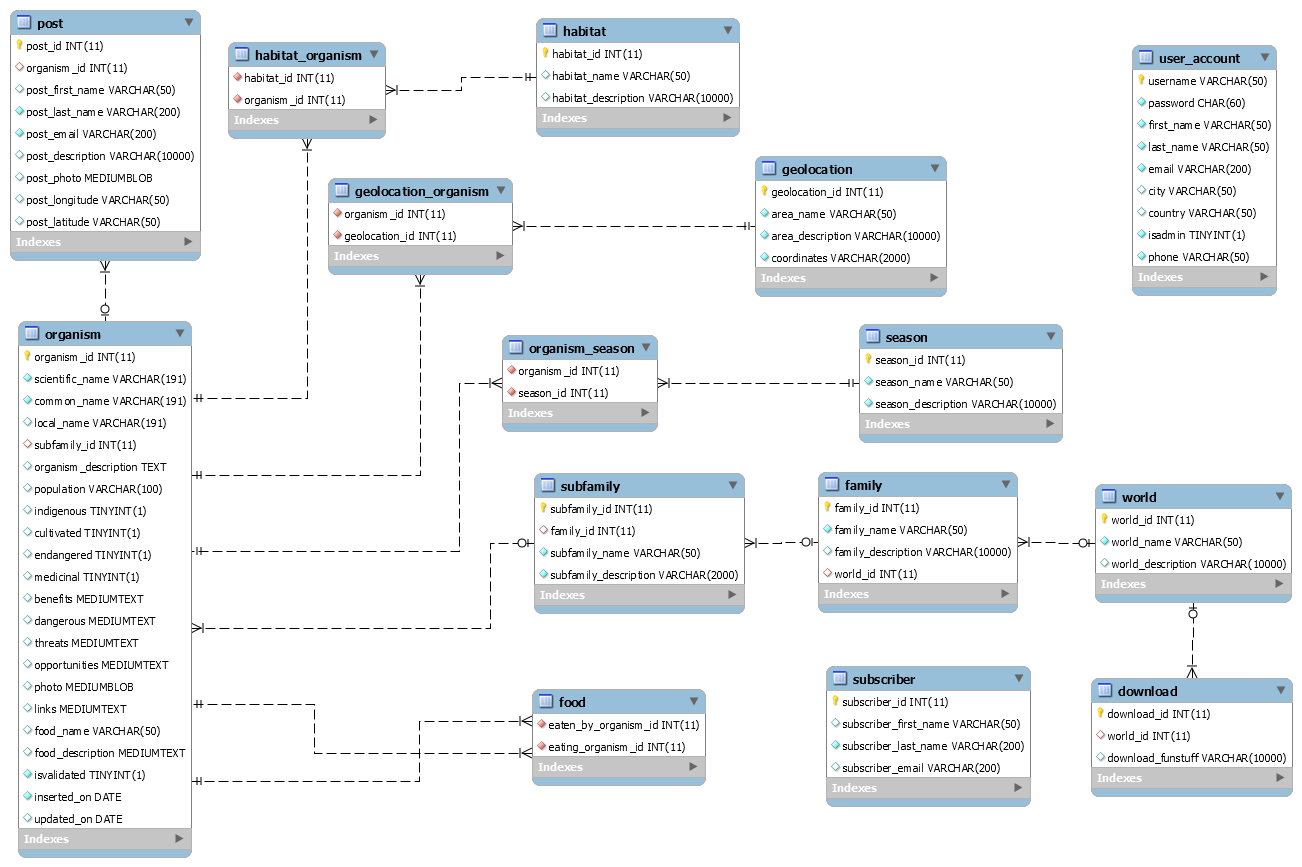 post
post_id INT(11)
organism_id INT(11)
post_first_name VARCHAR(50)
post_last_name VARCHAR(200)
post_email VARCHAR(200)
post_description VARCHAR(10000)
post_photo MEDIUMBLOB
post_longitude VARCHAR(50)
post_latitude VARCHAR(50)
Indexes
habitat_organism
habitat_id INT(11)
organism_id INT(11)
Indexes
habitat
habitat_id INT(11)
habitat_name VARCHAR(50)
habitat_description VARCHAR(10000)
Indexes
user_account
username VARCHAR(50)
password CHAR(60)
first_name VARCHAR(50)
last_name VARCHAR(50)
email VARCHAR(200)
city VARCHAR(50)
country VARCHAR(50)
isadmin TINYINT(1)
phone VARCHAR(50)
Indexes
geolocation_organism
organism_id INT(11)
geolocation_id INT(11)
Indexes
geolocation
geolocation_id INT(11)
area_name VARCHAR(50)
area_description VARCHAR(10000)
coordinates VARCHAR(2000)
Indexes
organism
organism_id INT(11)
scientific_name VARCHAR(191)
common_name VARCHAR(191)
local_name VARCHAR(191)
subfamily_id INT(11)
organism_description TEXT
population VARCHAR(100)
indigenous TINYINT(1)
cultivated TINYINT(1)
endangered TINYINT(1)
medicinal TINYINT(1)
benefits MEDIUMTEXT
dangerous MEDIUMTEXT
threats MEDIUMTEXT
opportunities MEDIUMTEXT
photo MEDIUMBLOB
links MEDIUMTEXT
food_name VARCHAR(50)
food_description MEDIUMTEXT
isvalidated TINYINT(1)
inserted_on DATE
updated_on DATE
Indexes
organism_season
organism_id INT(11)
season_id INT(11)
Indexes
season
season_id INT(11)
season_name VARCHAR(50)
season_description VARCHAR(10000)
Indexes
subfamily
subfamily_id INT(11)
family_id INT(11)
subfamily_name VARCHAR(50)
subfamily_description VARCHAR(2000)
Indexes
family
family_id INT(11)
family_name VARCHAR(50)
family_description VARCHAR(10000)
world_id INT(11)
Indexes
world
world_id INT(11)
world_name VARCHAR(50)
world_description VARCHAR(10000)
Indexes
food
eaten_by_organism_id INT(11)
eating_organism_id INT(11)
Indexes
subscriber
subscriber_id INT(11)
subscriber_first_name VARCHAR(50)
subscriber_last_name VARCHAR(200)
subscriber_email VARCHAR(200)
Indexes
download
download_id INT(11)
world_id INT(11)
download_funstuff VARCHAR(10000)
Indexes